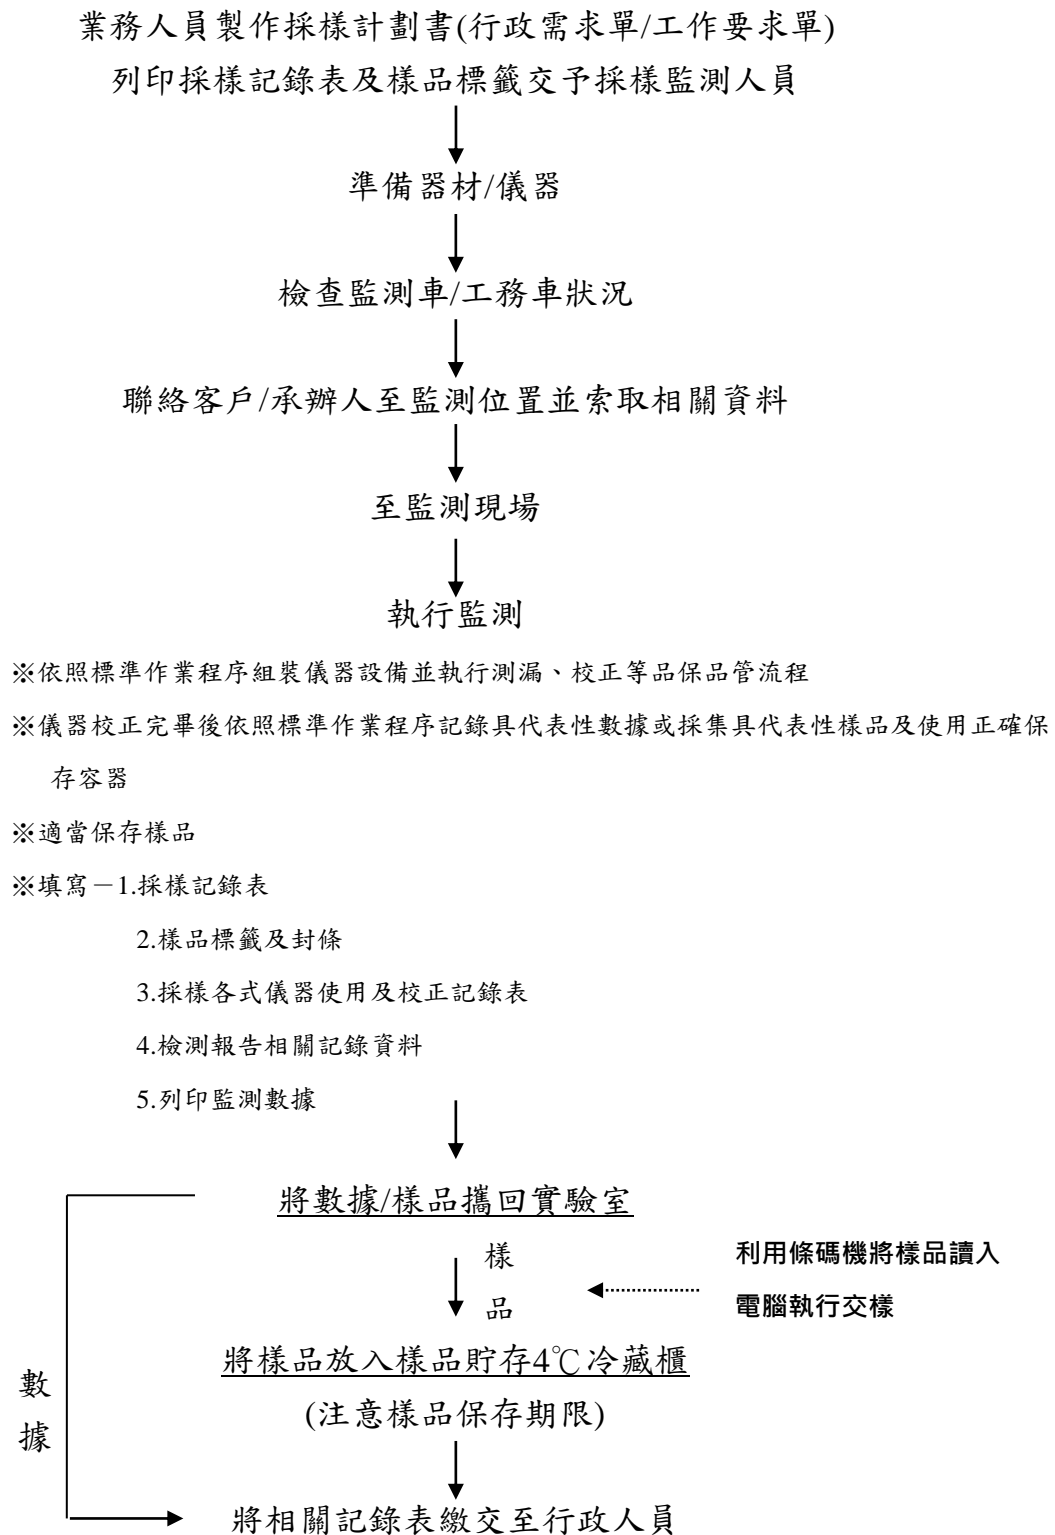 業務人員製作採樣計劃書(行政需求單/工作要求單)
列印採樣記錄表及樣品標籤交予採樣監測人員
準備器材/儀器
檢查監測車/工務車狀況
聯絡客戶/承辦人至監測位置並索取相關資料
至監測現場
執行監測
※依照標準作業程序組裝儀器設備並執行測漏、校正等品保品管流程
※儀器校正完畢後依照標準作業程序記錄具代表性數據或採集具代表性樣品及使用正確保
存容器
※適當保存樣品
※填寫－1.採樣記錄表
2.樣品標籤及封條
3.採樣各式儀器使用及校正記錄表
4.檢測報告相關記錄資料
5.列印監測數據
將數據/樣品攜回實驗室
樣
品
利用條碼機將樣品讀入
電腦執行交樣
將樣品放入樣品貯存4℃冷藏櫃
(注意樣品保存期限)
數
據
將相關記錄表繳交至行政人員